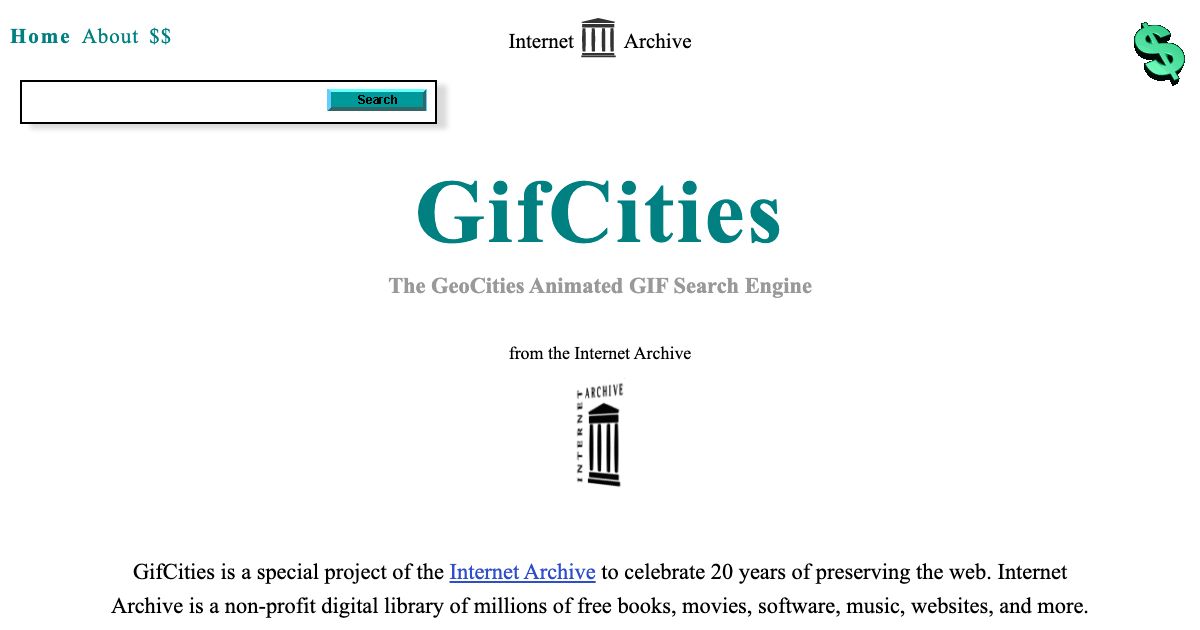 Home About $$
Internet Archive
$
Search
GifCities
The GeoCities Animated GIF Search Engine
from the Internet Archive
INTERNET ARCHIVE
GifCities is a special project of the Internet Archive to celebrate 20 years of preserving the web. Internet
Archive is a non-profit digital library of millions of free books, movies, software, music, websites, and more.